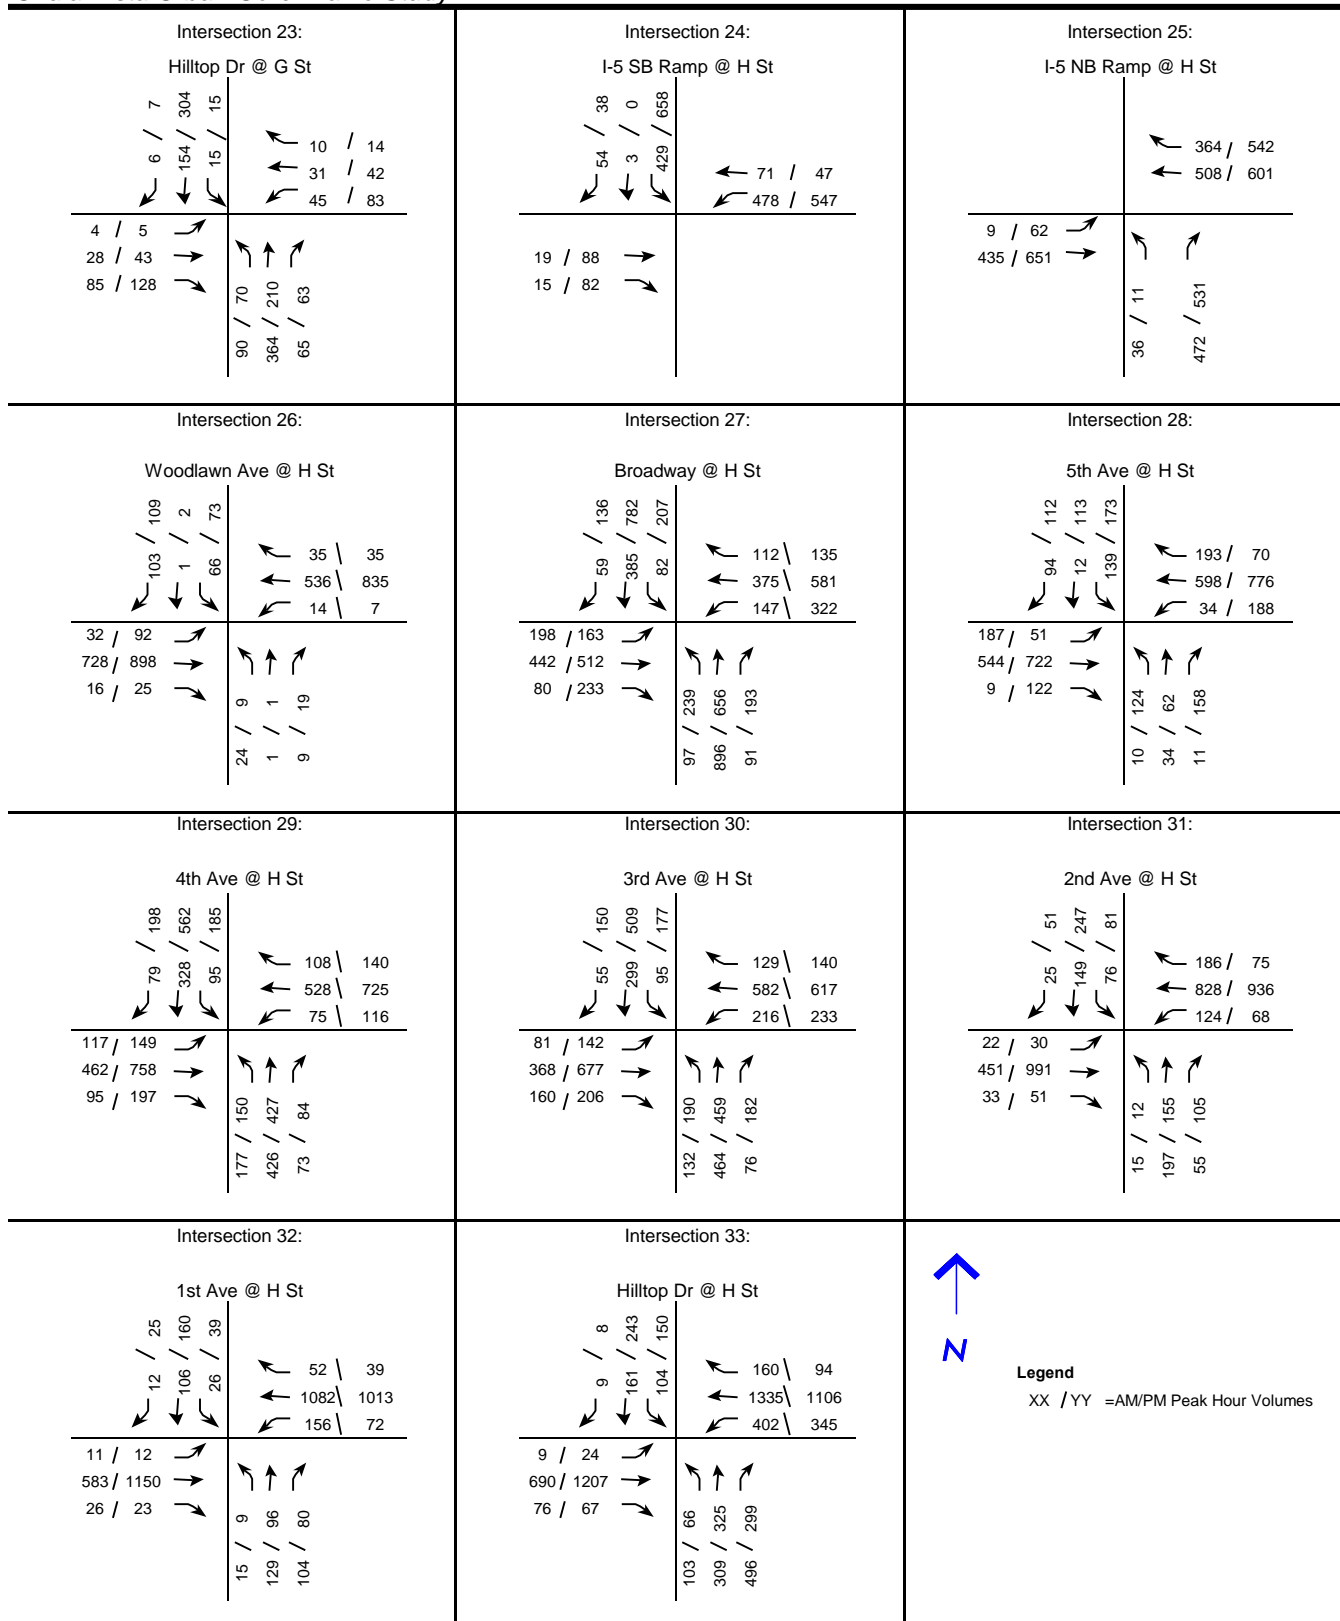 Intersection 23:
Hilltop Dr @ G St
7 304 15
6 154 15
10 / 14
31 / 42
45 / 83
4 / 5
28 / 43
85 / 128
70 210 63
90 364 65
Intersection 24:
I-5 SB Ramp @ H St
38 0 658
54 3 429
71 / 47
478 / 547
19 / 88
15 / 82
Intersection 25:
I-5 NB Ramp @ H St
364 / 542
508 / 601
9 / 62
435 / 651
11 531
36 472
Intersection 26:
Woodlawn Ave @ H St
109 2 73
103 1 66
35 \ 35
536 \ 835
14 \ 7
32 / 92
728 / 898
16 / 25
9 1 19
24 1 9
Intersection 27:
Broadway @ H St
136 782 207
59 385 82
112 \ 135
375 \ 581
147 \ 322
198 / 163
442 / 512
80 / 233
239 656 193
97 896 91
Intersection 28:
5th Ave @ H St
112 113 173
94 12 139
193 / 70
598 / 776
34 / 188
187 / 51
544 / 722
9 / 122
124 62 158
10 34 11
Intersection 29:
4th Ave @ H St
198 562 185
79 328 95
108 \ 140
528 \ 725
75 \ 116
117 / 149
462 / 758
95 / 197
150 427 84
177 426 73
Intersection 30:
3rd Ave @ H St
150 509 177
55 299 95
129 \ 140
582 \ 617
216 \ 233
81 / 142
368 / 677
160 / 206
190 459 182
132 464 76
Intersection 31:
2nd Ave @ H St
51 247 81
25 149 76
186 / 75
828 / 936
124 / 68
22 / 30
451 / 991
33 / 51
12 155 105
15 197 55
Intersection 32:
1st Ave @ H St
25 160 39
12 106 26
52 \ 39
1082 \ 1013
156 \ 72
11 / 12
583 / 1150
26 / 23
9 96 80
15 129 104
Intersection 33:
Hilltop Dr @ H St
8 243 150
9 161 104
160 \ 94
1335 \ 1106
402 \ 345
9 / 24
690 / 1207
76 / 67
66 325 299
103 309 496
N
Legend
XX / YY =AM/PM Peak Hour Volumes